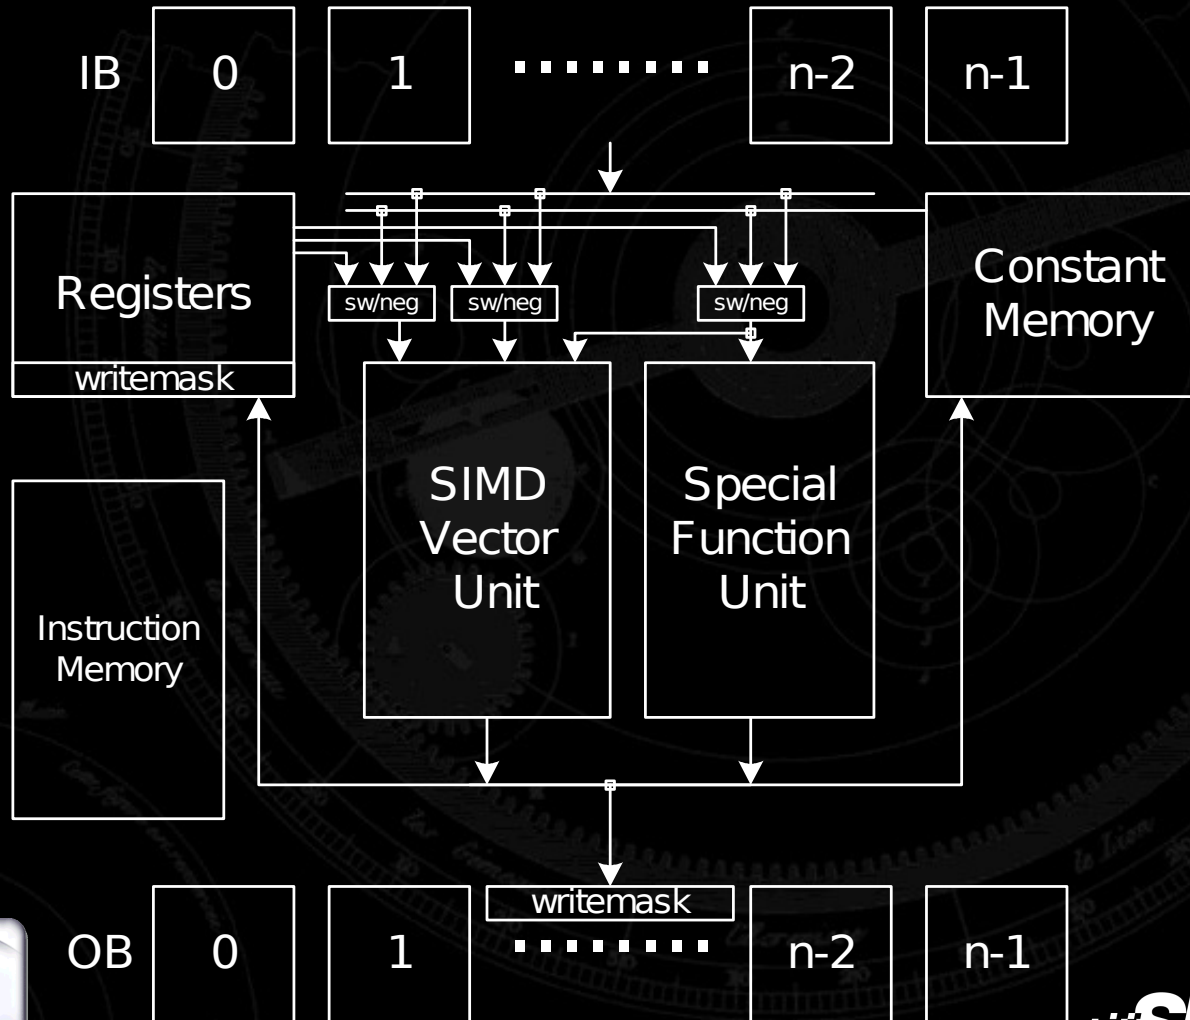 IB 0 1 n-2 n-1
Registers
writemask
sw/neg sw/neg sw/neg
Constant
Memory
SIMD
Vector
Unit
Special
Function
Unit
Instruction
Memory
writemask
OB 0 1 n-2 n-1